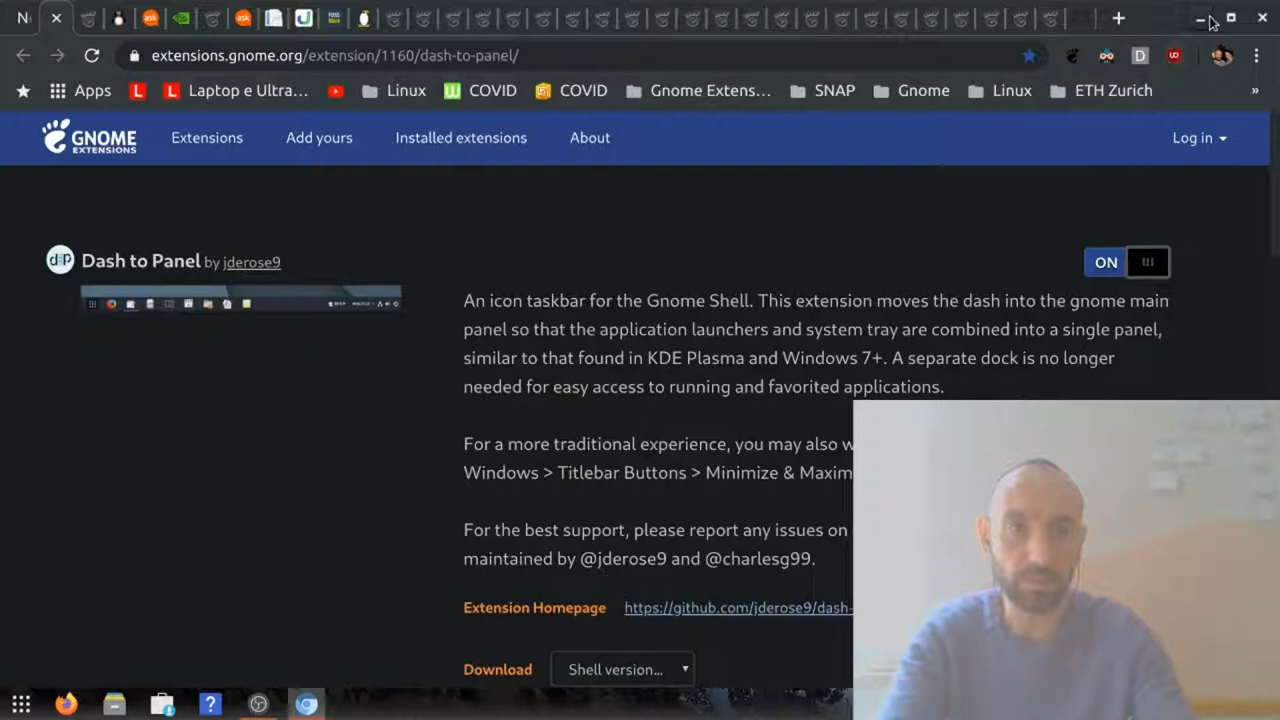 N
ask
ask
U
FOSS
extensions.gnome.org/extension/1160/dash-to-panel/
D
Apps
L
L
Laptop e Ultra...
Linux
COVID
COVID
Gnome Extens...
SNAP
Gnome
Linux
ETH Zurich
»
GNOME
EXTENSIONS
Extensions
Add yours
Installed extensions
About
Log in
d2p
Dash to Panel by jderose9
ON
An icon taskbar for the Gnome Shell. This extension moves the dash into the gnome main
panel so that the application launchers and system tray are combined into a single panel,
similar to that found in KDE Plasma and Windows 7+. A separate dock is no longer
needed for easy access to running and favorited applications.
For a more traditional experience, you may also w
Windows > Titlebar Buttons > Minimize & Maxim
For the best support, please report any issues on
maintained by @jderose9 and @charlesg99.
Extension Homepage
https://github.com/jderose9/dash-
Download
Shell version...
?